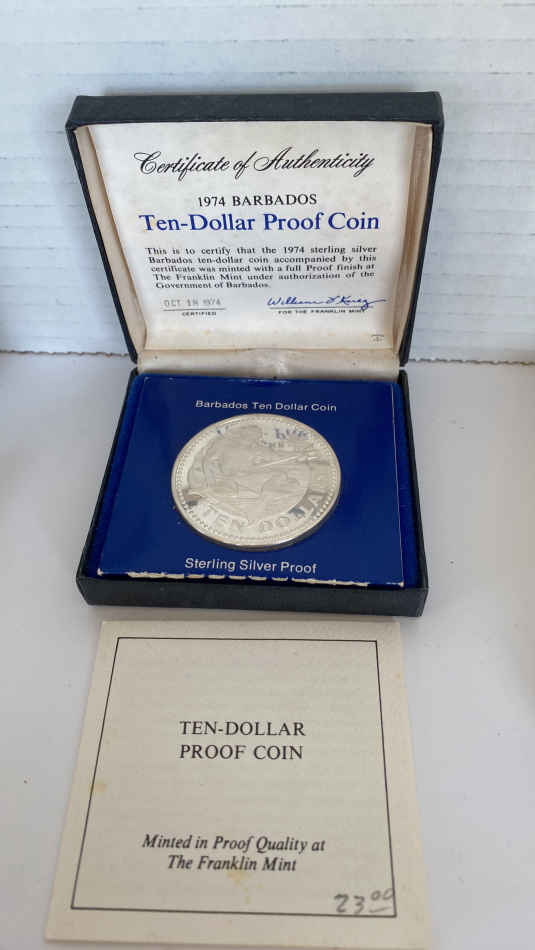 Certificate of Authenticity
1974 BARBADOS
Ten-Dollar Proof Coin
This is to certify that the 1974 sterling silver
Barbados ten-dollar coin accompanied by this
certificate was minted with a full Proof finish at
The Franklin Mint under authorization of the
Government of Barbados.
OCT 18 1974
CERTIFIED
FOR THE FRANKLIN MINT
Barbados Ten Dollar Coin
TEN DOLLARS
Sterling Silver Proof
TEN-DOLLAR
PROOF COIN
Minted in Proof Quality at
The Franklin Mint
23.00